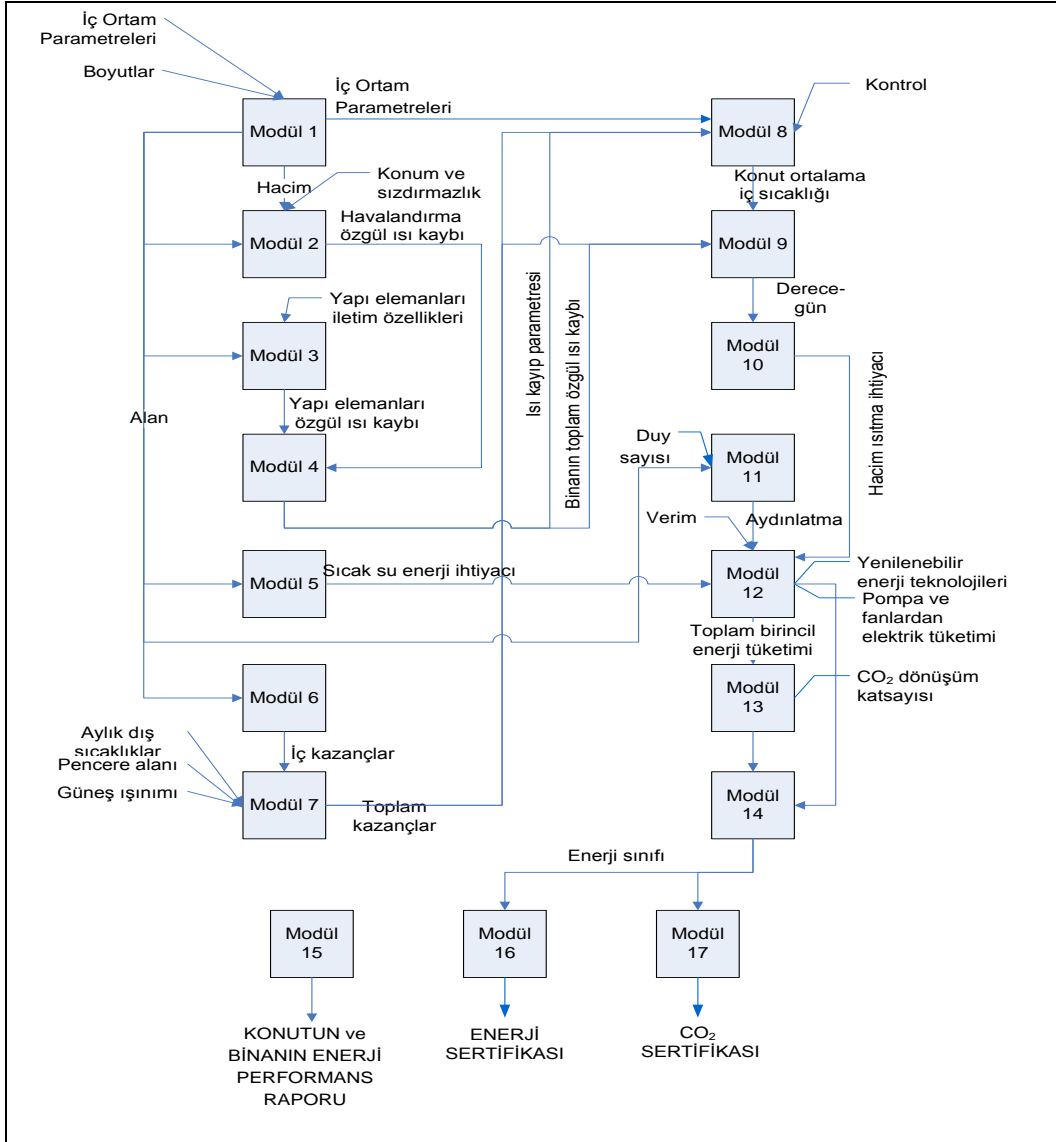 İç Ortam
Parametreleri
Boyutlar
İç Ortam
Parametreleri
Kontrol
Modül 1
Modül 8
Hacim
Konum ve
sızdırmazlık
Konut ortalama
iç sıcaklığı
Modül 2
Havalandırma
özgül ısı kaybı
Modül 9
Yapı elemanları
iletim özellikleri
Derece-
gün
Modül 3
Modül
10
Isı kayıp parametresi
Binanın toplam özgül ısı kaybı
Hacim ısıtma ihtiyacı
Alan
Yapı elemanları
özgül ısı kaybı
Modül 4
Duy
sayısı
Modül
11
Verim
Aydınlatma
Modül 5
Sıcak su enerji ihtiyacı
Modül
12
Yenilenebilir
enerji teknolojileri
Pompa ve
fanlardan
elektrik tüketimi
Toplam birincil
enerji tüketimi
Modül 6
Modül
13
CO₂ dönüşüm
katsayısı
Aylık dış
sıcaklıklar
Pencere alanı
Güneş ışınımı
İç kazançlar
Modül 7
Toplam
kazançlar
Modül
14
Enerji sınıfı
Modül
15
Modül
16
Modül
17
KONUTUN ve
BİNANIN ENERJİ
PERFORMANS
RAPORU
ENERJİ
SERTİFİKASI
CO₂
SERTİFİKASI